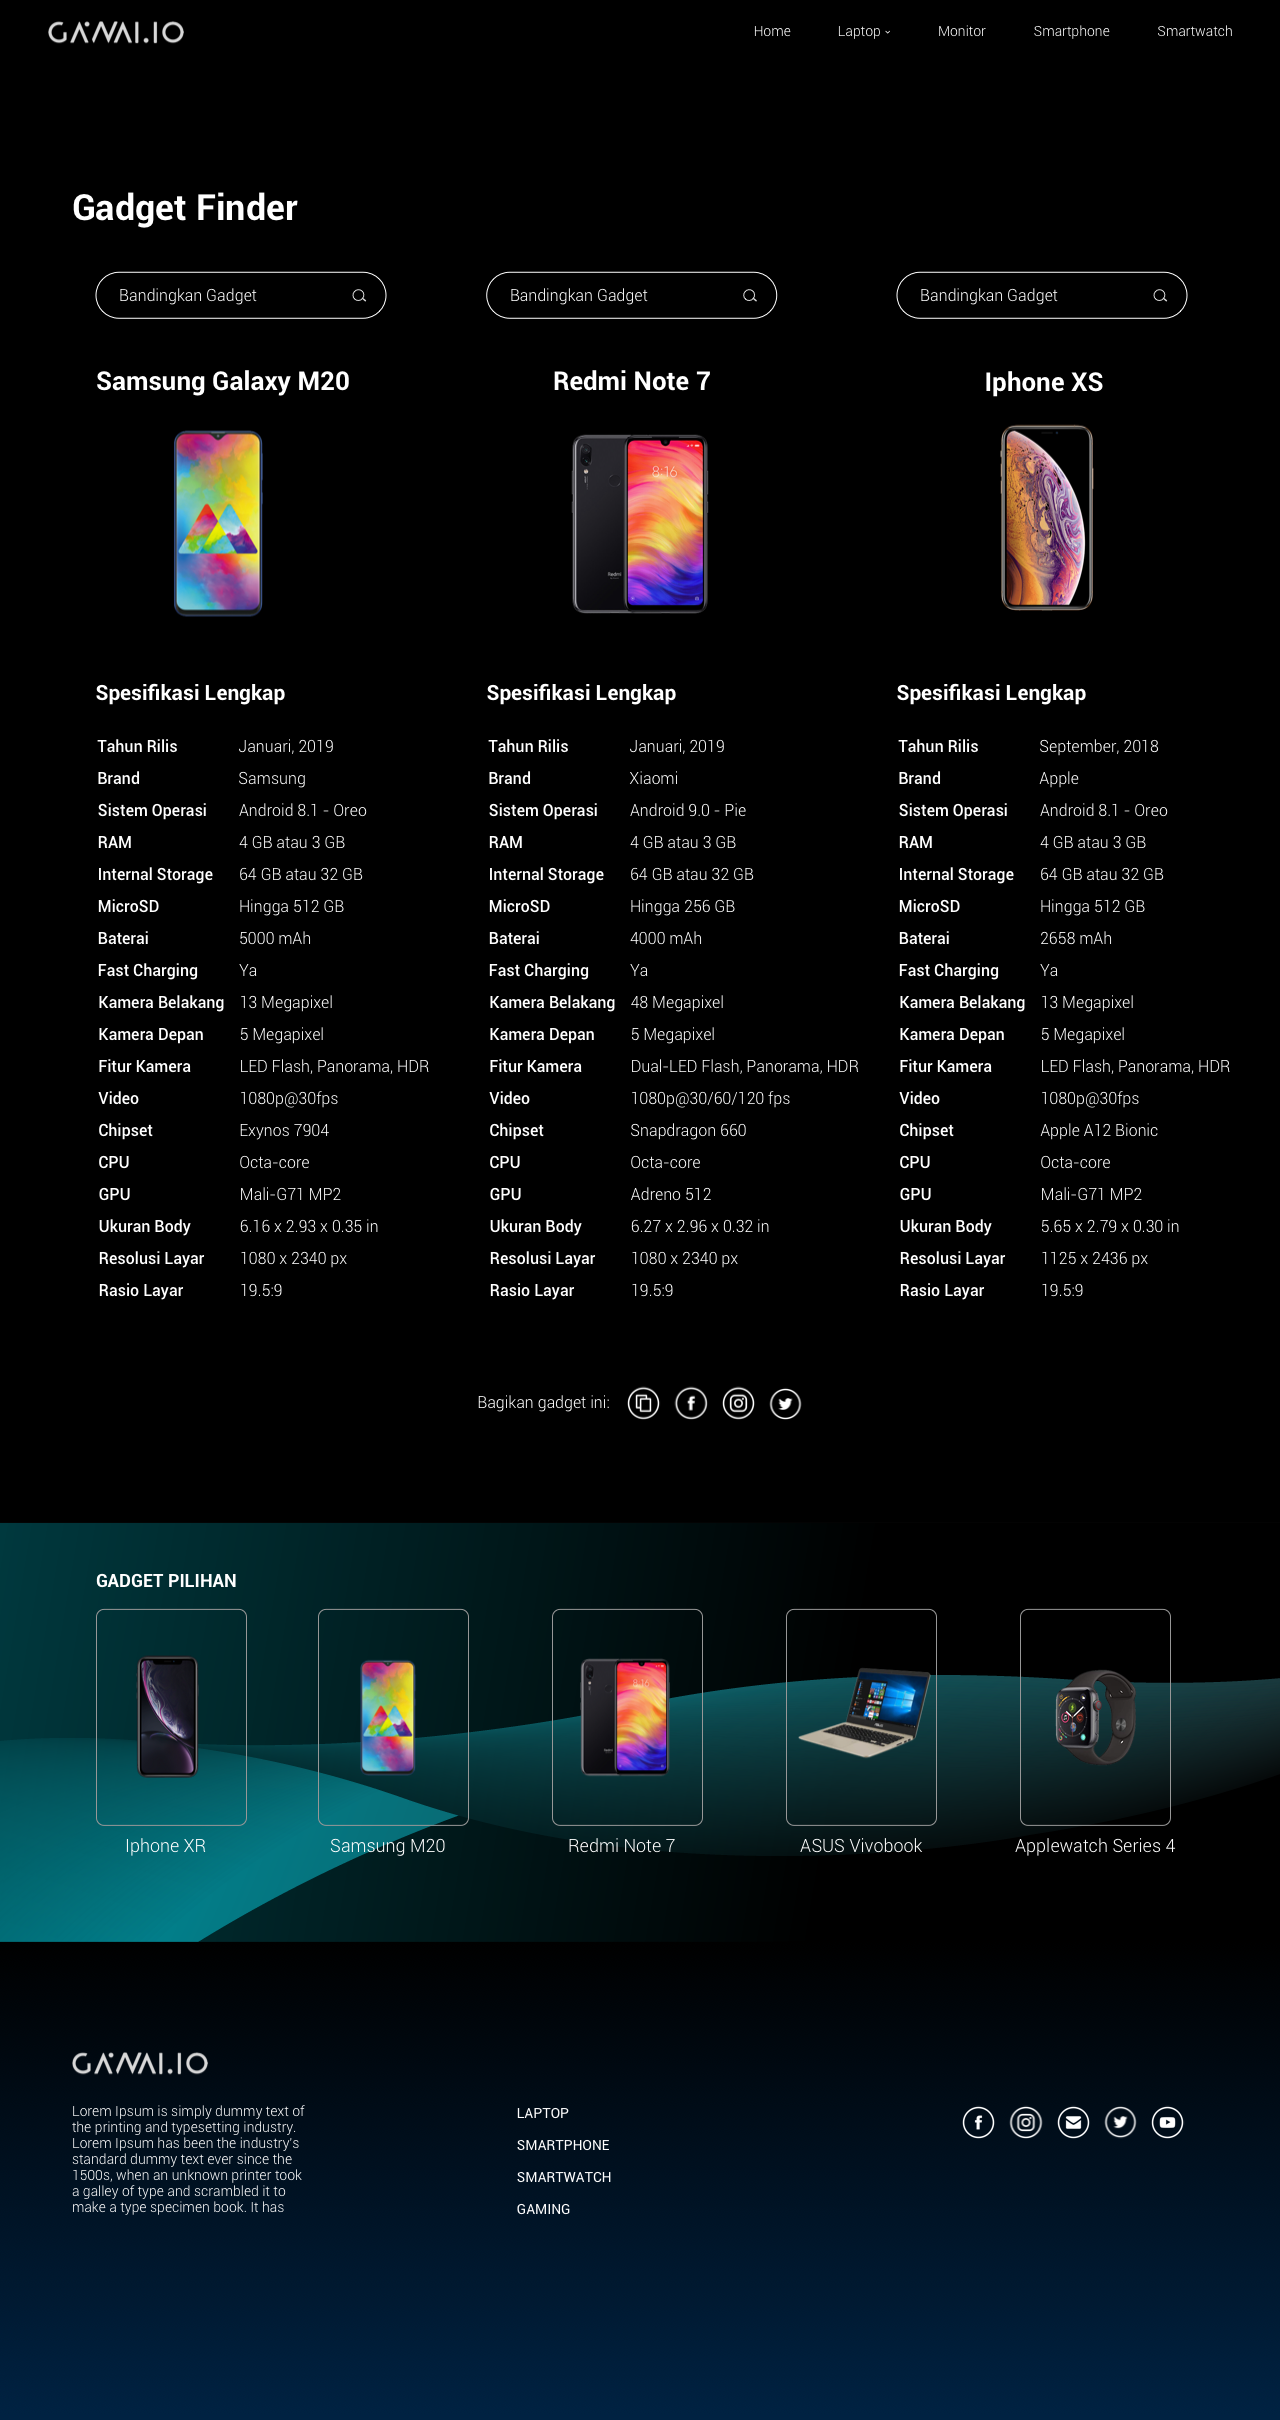 GAWAI.IO
Home Laptop Monitor Smartphone Smartwatch
Gadget Finder
Bandingkan Gadget Bandingkan Gadget Bandingkan Gadget
Samsung Galaxy M20 Redmi Note 7 Iphone XS
8:16
Redmi
Spesifikasi Lengkap Spesifikasi Lengkap Spesifikasi Lengkap
Tahun Rilis Januari, 2019 Tahun Rilis Januari, 2019 Tahun Rilis September, 2018
Brand Samsung Brand Xiaomi Brand Apple
Sistem Operasi Android 8.1 - Oreo Sistem Operasi Android 9.0 - Pie Sistem Operasi Android 8.1 - Oreo
RAM 4 GB atau 3 GB RAM 4 GB atau 3 GB RAM 4 GB atau 3 GB
Internal Storage 64 GB atau 32 GB Internal Storage 64 GB atau 32 GB Internal Storage 64 GB atau 32 GB
MicroSD Hingga 512 GB MicroSD Hingga 256 GB MicroSD Hingga 512 GB
Baterai 5000 mAh Baterai 4000 mAh Baterai 2658 mAh
Fast Charging Ya Fast Charging Ya Fast Charging Ya
Kamera Belakang 13 Megapixel Kamera Belakang 48 Megapixel Kamera Belakang 13 Megapixel
Kamera Depan 5 Megapixel Kamera Depan 5 Megapixel Kamera Depan 5 Megapixel
Fitur Kamera LED Flash, Panorama, HDR Fitur Kamera Dual-LED Flash, Panorama, HDR Fitur Kamera LED Flash, Panorama, HDR
Video 1080p@30fps Video 1080p@30/60/120 fps Video 1080p@30fps
Chipset Exynos 7904 Chipset Snapdragon 660 Chipset Apple A12 Bionic
CPU Octa-core CPU Octa-core CPU Octa-core
GPU Mali-G71 MP2 GPU Adreno 512 GPU Mali-G71 MP2
Ukuran Body 6.16 x 2.93 x 0.35 in Ukuran Body 6.27 x 2.96 x 0.32 in Ukuran Body 5.65 x 2.79 x 0.30 in
Resolusi Layar 1080 x 2340 px Resolusi Layar 1080 x 2340 px Resolusi Layar 1125 x 2436 px
Rasio Layar 19.5:9 Rasio Layar 19.5:9 Rasio Layar 19.5:9
Bagikan gadget ini:
GADGET PILIHAN
8:16
Iphone XR Samsung M20 Redmi Note 7 ASUS Vivobook Applewatch Series 4
GAWAI.IO
Lorem Ipsum is simply dummy text of
the printing and typesetting industry.
Lorem Ipsum has been the industry's
standard dummy text ever since the
1500s, when an unknown printer took
a galley of type and scrambled it to
make a type specimen book. It has
LAPTOP
SMARTPHONE
SMARTWATCH
GAMING